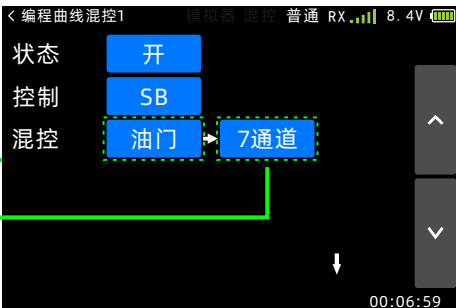 < 编程曲线混控1 模拟器 混控 普通 RX 8.4V
状态 开
控制 SB
混控 油门 7通道
00:06:59